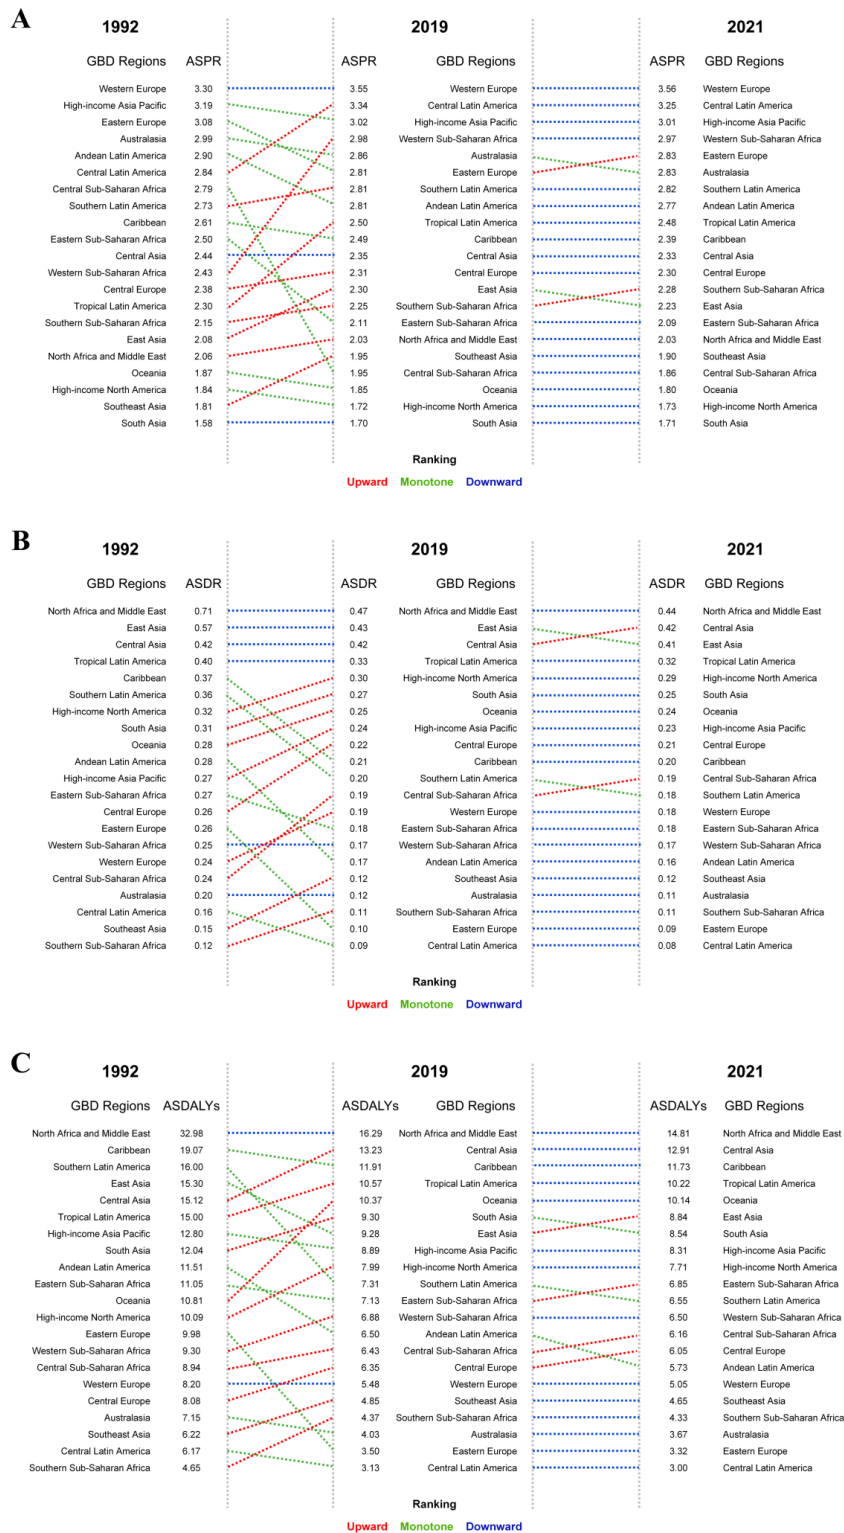 A
1992 2019 2021
GBD Regions ASPR ASPR GBD Regions ASPR GBD Regions
Western Europe 3.30 3.55 Western Europe 3.56 Western Europe
High-income Asia Pacific 3.19 3.34 Central Latin America 3.25 Central Latin America
Eastern Europe 3.08 3.02 High-income Asia Pacific 3.01 High-income Asia Pacific
Australasia 2.99 2.98 Western Sub-Saharan Africa 2.97 Western Sub-Saharan Africa
Andean Latin America 2.90 2.86 Australasia 2.83 Eastern Europe
Central Latin America 2.84 2.81 Eastern Europe 2.83 Australasia
Central Sub-Saharan Africa 2.79 2.81 Southern Latin America 2.82 Southern Latin America
Southern Latin America 2.73 2.81 Andean Latin America 2.77 Andean Latin America
Caribbean 2.61 2.50 Tropical Latin America 2.48 Tropical Latin America
Eastern Sub-Saharan Africa 2.50 2.49 Caribbean 2.39 Caribbean
Central Asia 2.44 2.35 Central Asia 2.33 Central Asia
Western Sub-Saharan Africa 2.43 2.31 Central Europe 2.30 Central Europe
Central Europe 2.38 2.30 East Asia 2.28 Southern Sub-Saharan Africa
Tropical Latin America 2.30 2.25 Southern Sub-Saharan Africa 2.23 East Asia
Southern Sub-Saharan Africa 2.15 2.11 Eastern Sub-Saharan Africa 2.09 Eastern Sub-Saharan Africa
East Asia 2.08 2.03 North Africa and Middle East 2.03 North Africa and Middle East
North Africa and Middle East 2.06 1.95 Southeast Asia 1.90 Southeast Asia
Oceania 1.87 1.95 Central Sub-Saharan Africa 1.86 Central Sub-Saharan Africa
High-income North America 1.84 1.85 Oceania 1.80 Oceania
Southeast Asia 1.81 1.72 High-income North America 1.73 High-income North America
South Asia 1.58 1.70 South Asia 1.71 South Asia
Ranking
Upward Monotone Downward
B
1992 2019 2021
GBD Regions ASDR ASDR GBD Regions ASDR GBD Regions
North Africa and Middle East 0.71 0.47 North Africa and Middle East 0.44 North Africa and Middle East
East Asia 0.57 0.43 East Asia 0.42 Central Asia
Central Asia 0.42 0.42 Central Asia 0.41 East Asia
Tropical Latin America 0.40 0.33 Tropical Latin America 0.32 Tropical Latin America
Caribbean 0.37 0.30 High-income North America 0.29 High-income North America
Southern Latin America 0.36 0.27 South Asia 0.25 South Asia
High-income North America 0.32 0.25 Oceania 0.24 Oceania
South Asia 0.31 0.24 High-income Asia Pacific 0.23 High-income Asia Pacific
Oceania 0.28 0.22 Central Europe 0.21 Central Europe
Andean Latin America 0.28 0.21 Caribbean 0.20 Caribbean
High-income Asia Pacific 0.27 0.20 Southern Latin America 0.19 Central Sub-Saharan Africa
Eastern Sub-Saharan Africa 0.27 0.19 Central Sub-Saharan Africa 0.18 Southern Latin America
Central Europe 0.26 0.19 Western Europe 0.18 Western Europe
Eastern Europe 0.26 0.18 Eastern Sub-Saharan Africa 0.18 Eastern Sub-Saharan Africa
Western Sub-Saharan Africa 0.25 0.17 Western Sub-Saharan Africa 0.17 Western Sub-Saharan Africa
Western Europe 0.24 0.17 Andean Latin America 0.16 Andean Latin America
Central Sub-Saharan Africa 0.24 0.12 Southeast Asia 0.12 Southeast Asia
Australasia 0.20 0.12 Australasia 0.11 Australasia
Central Latin America 0.16 0.11 Southern Sub-Saharan Africa 0.11 Southern Sub-Saharan Africa
Southeast Asia 0.15 0.10 Eastern Europe 0.09 Eastern Europe
Southern Sub-Saharan Africa 0.12 0.09 Central Latin America 0.08 Central Latin America
Ranking
Upward Monotone Downward
C
1992 2019 2021
GBD Regions ASDALYs ASDALYs GBD Regions ASDALYs GBD Regions
North Africa and Middle East 32.98 16.29 North Africa and Middle East 14.81 North Africa and Middle East
Caribbean 19.07 13.23 Central Asia 12.91 Central Asia
Southern Latin America 16.00 11.91 Caribbean 11.73 Caribbean
East Asia 15.30 10.57 Tropical Latin America 10.22 Tropical Latin America
Central Asia 15.12 10.37 Oceania 10.14 Oceania
Tropical Latin America 15.00 9.30 South Asia 8.84 East Asia
High-income Asia Pacific 12.80 9.28 East Asia 8.54 South Asia
South Asia 12.04 8.89 High-income Asia Pacific 8.31 High-income Asia Pacific
Andean Latin America 11.51 7.99 High-income North America 7.71 High-income North America
Eastern Sub-Saharan Africa 11.05 7.31 Southern Latin America 6.85 Eastern Sub-Saharan Africa
Oceania 10.81 7.13 Eastern Sub-Saharan Africa 6.55 Southern Latin America
High-income North America 10.09 6.88 Western Sub-Saharan Africa 6.50 Western Sub-Saharan Africa
Eastern Europe 9.98 6.50 Andean Latin America 6.16 Central Sub-Saharan Africa
Western Sub-Saharan Africa 9.30 6.43 Central Sub-Saharan Africa 6.05 Central Europe
Central Sub-Saharan Africa 8.94 6.35 Central Europe 5.73 Andean Latin America
Western Europe 8.20 5.48 Western Europe 5.05 Western Europe
Central Europe 8.08 4.85 Southeast Asia 4.65 Southeast Asia
Australasia 7.15 4.37 Southern Sub-Saharan Africa 4.33 Southern Sub-Saharan Africa
Southeast Asia 6.22 4.03 Australasia 3.67 Australasia
Central Latin America 6.17 3.50 Eastern Europe 3.32 Eastern Europe
Southern Sub-Saharan Africa 4.65 3.13 Central Latin America 3.00 Central Latin America
Ranking
Upward Monotone Downward